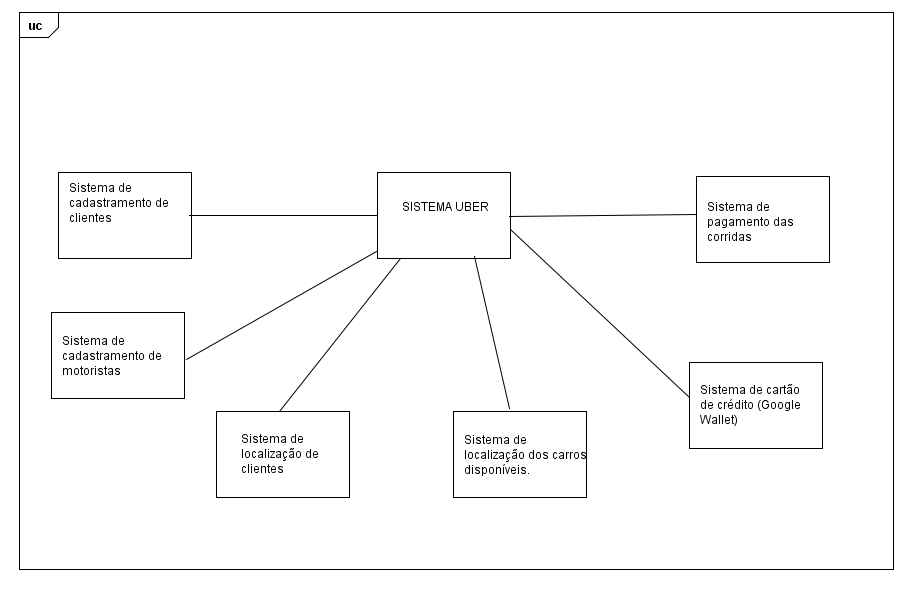 uc
Sistema de
cadastramento de
clientes
SISTEMA UBER
Sistema de
pagamento das
corridas
Sistema de
cadastramento de
motoristas
Sistema de cartão
de crédito (Google
Wallet)
Sistema de
localização de
clientes
Sistema de
localização dos carros
disponíveis.